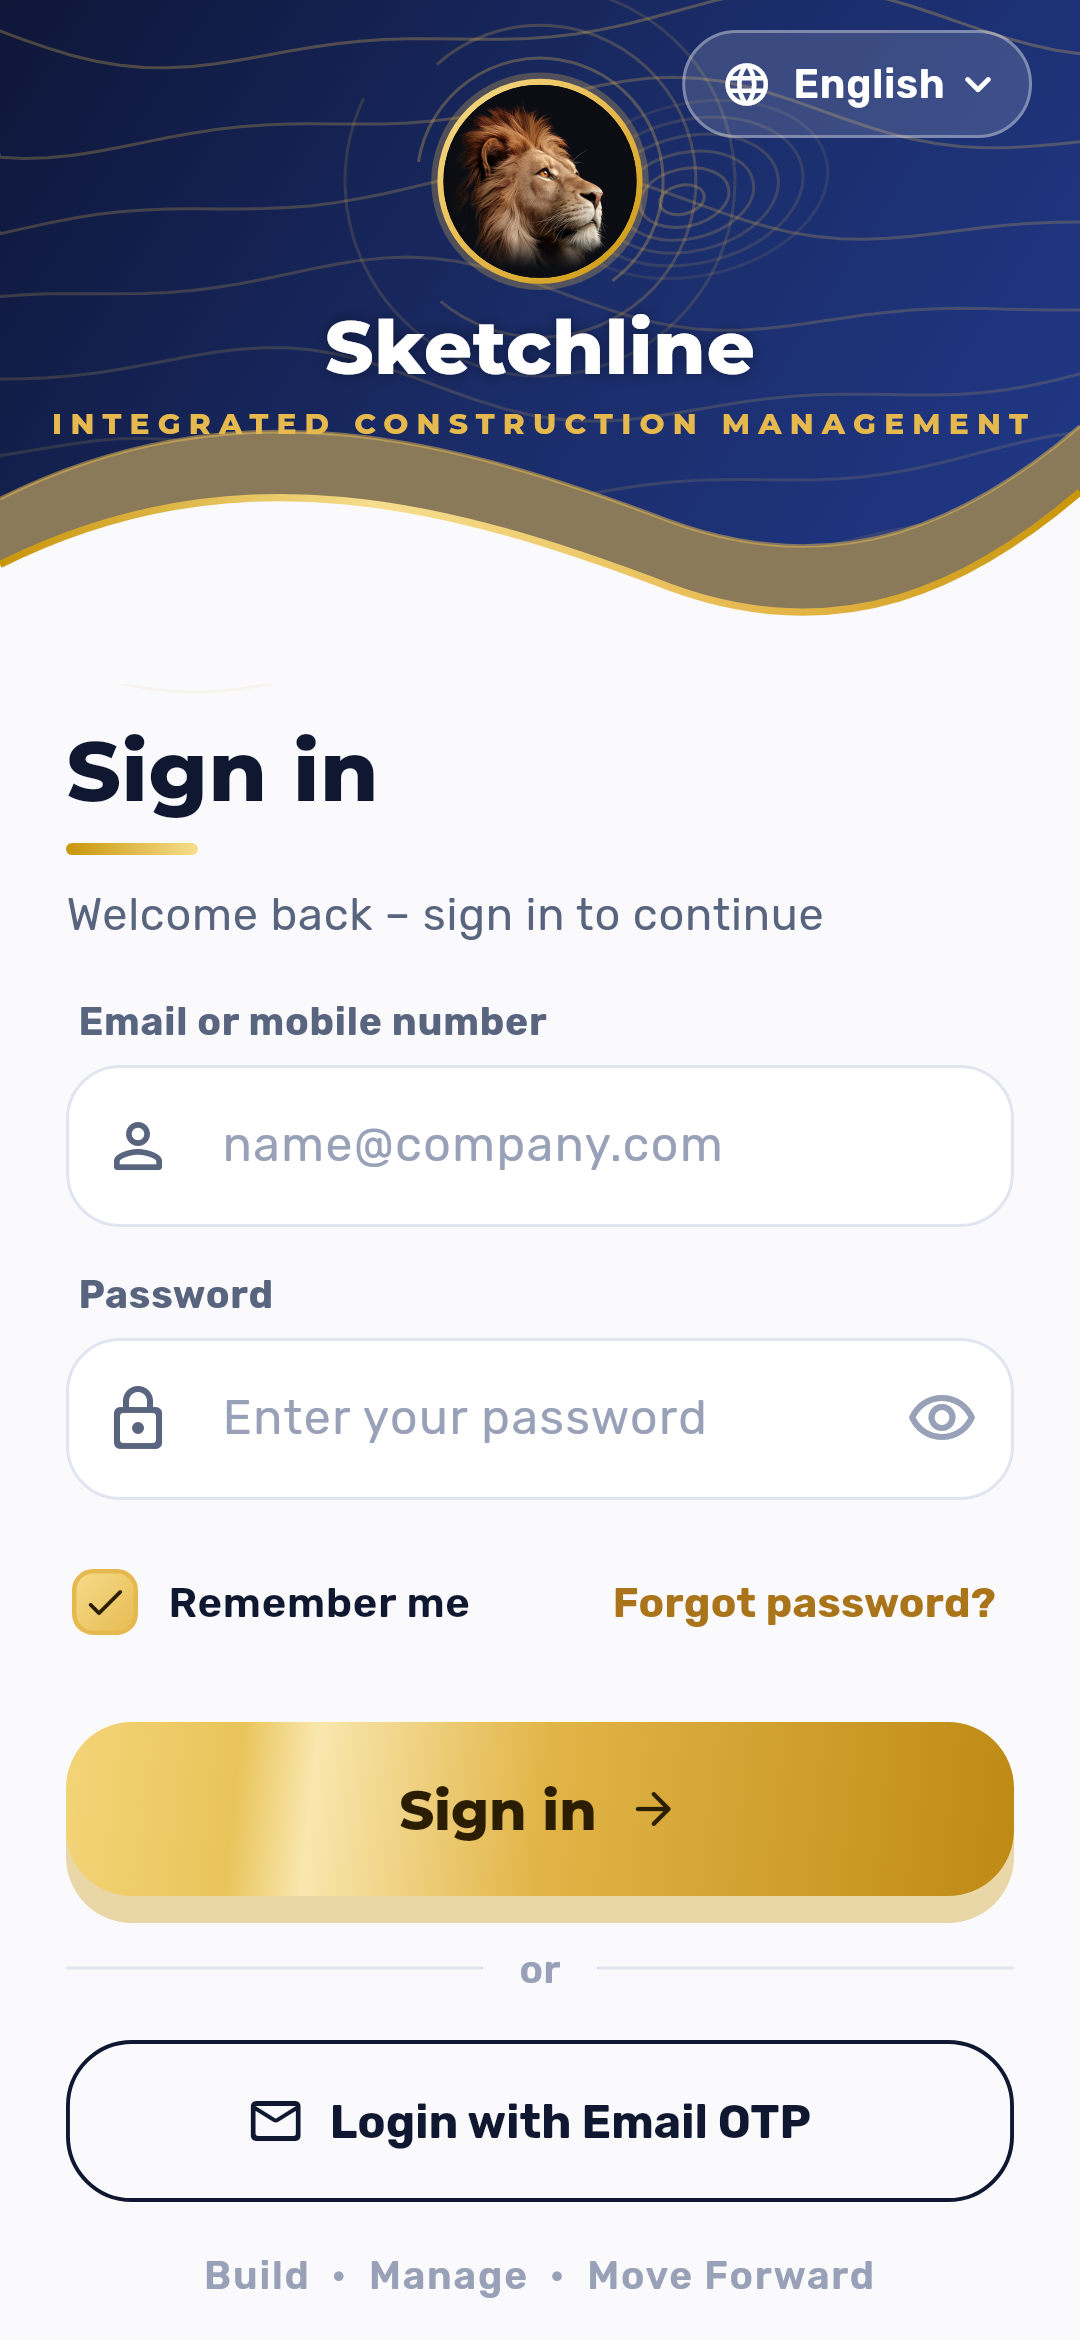 English
Sketchline
INTEGRATED CONSTRUCTION MANAGEMENT
Sign in
Welcome back – sign in to continue
Email or mobile number
name@company.com
Password
Enter your password
Remember me
Forgot password?
Sign in
or
Login with Email OTP
Build • Manage • Move Forward